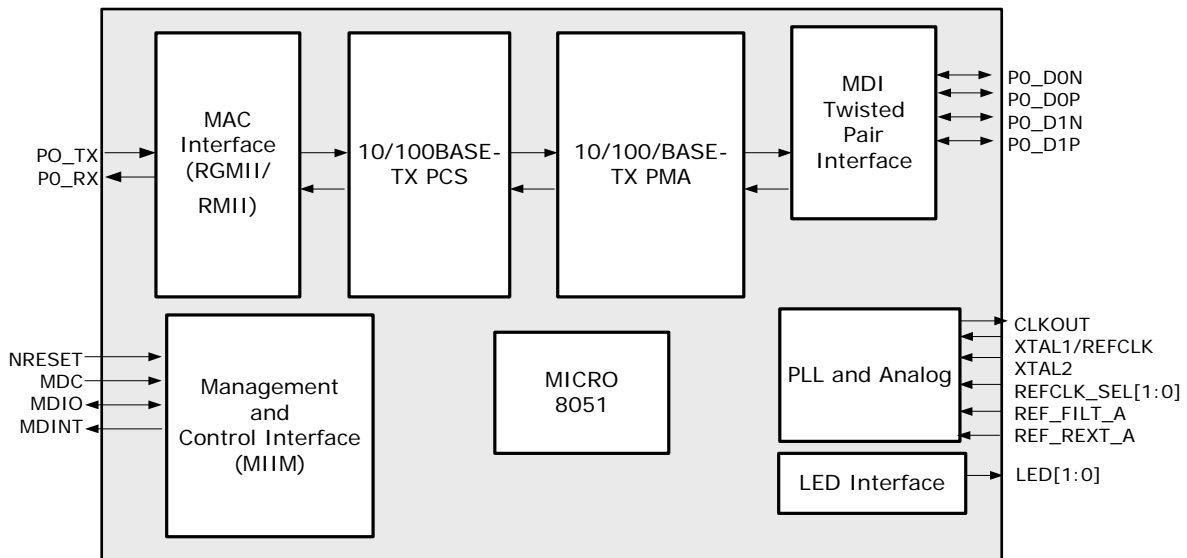 PO_TX
P0_RX
MAC
Interface
(RGMII/
RMII)
10/100BASE-
TX PCS
10/100/BASE-
TX PMA
MDI
Twisted
Pair
Interface
P0_D0N
P0_D0P
P0_D1N
P0_D1P
NRESET
MDC
MDIO
MDINT
Management
and
Control Interface
(MIIM)
MICRO
8051
PLL and Analog
CLKOUT
XTAL1/REFCLK
XTAL2
REFCLK_SEL[1:0]
REF_FILT_A
REF_REXT_A
LED Interface
LED[1:0]